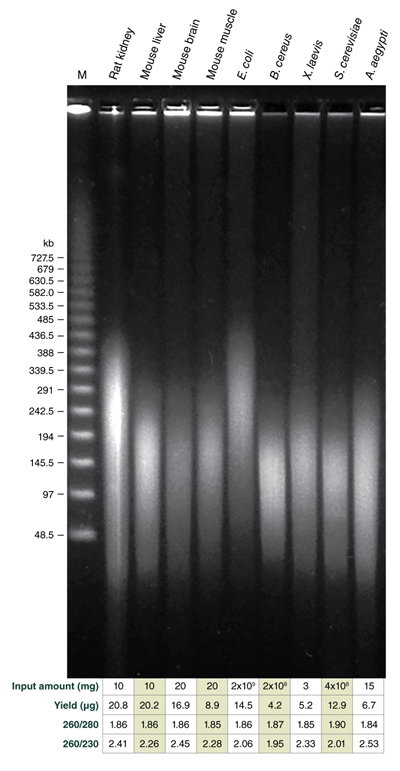 M Rat kidney Mouse liver Mouse brain Mouse muscle E. coli B. cereus X. laevis S. cerevisiae A. aegypti
kb
727.5
679
630.5
582.0
533.5
485
436.5
388
339.5
291
242.5
194
145.5
97
48.5
Input amount (mg) 10 10 20 20 2x10⁹ 2x10⁸ 3 4x10⁸ 15
Yield (µg) 20.8 20.2 16.9 8.9 14.5 4.2 5.2 12.9 6.7
260/280 1.86 1.86 1.86 1.85 1.86 1.87 1.85 1.90 1.84
260/230 2.41 2.26 2.45 2.28 2.06 1.95 2.33 2.01 2.53